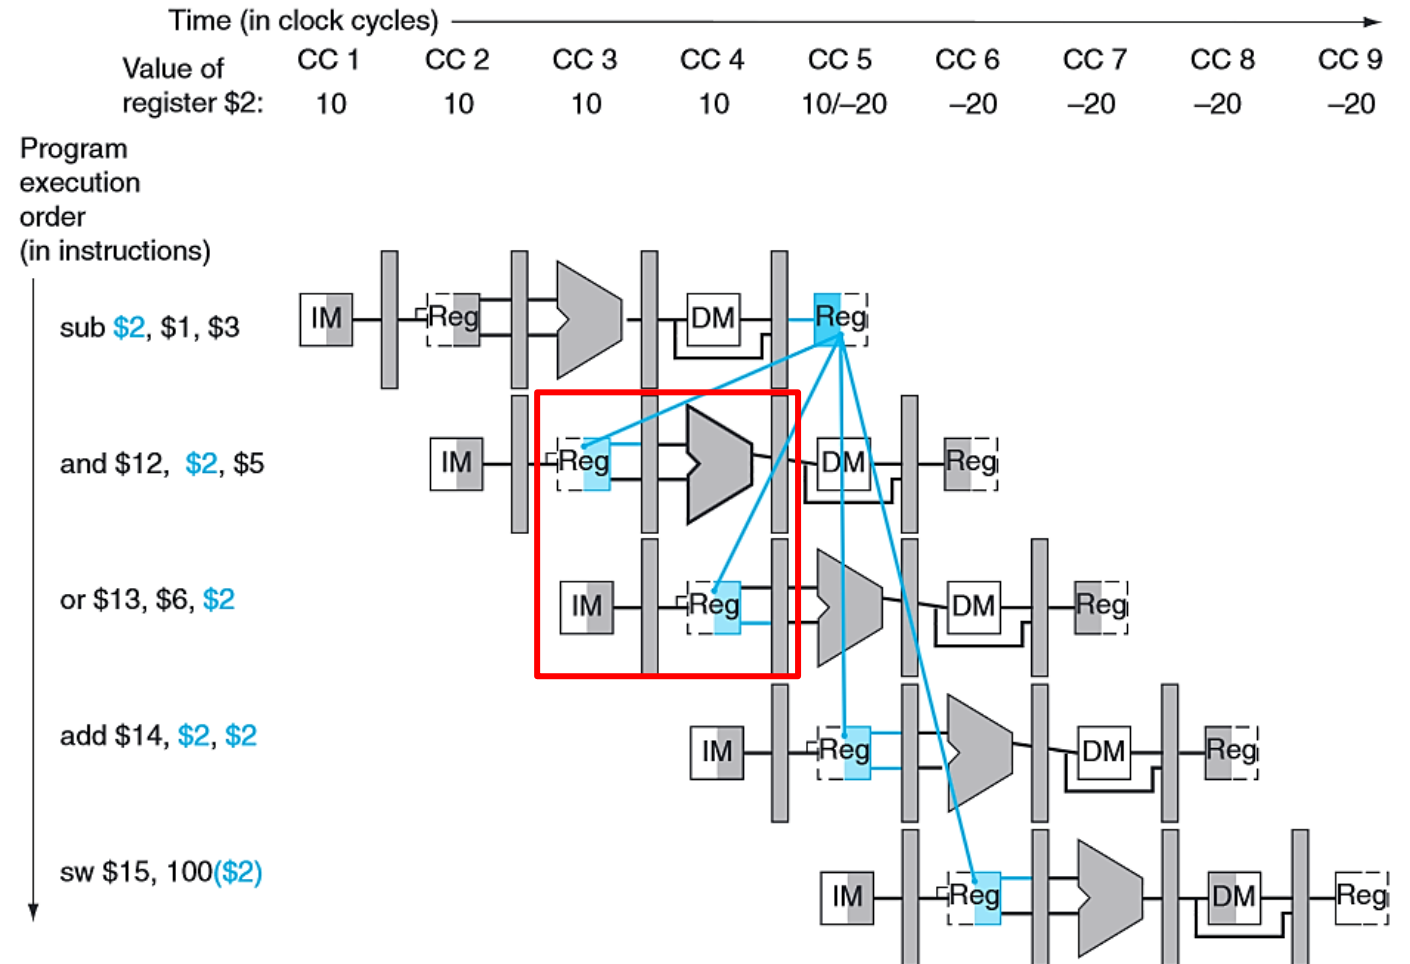 Time (in clock cycles)
CC 1 CC 2 CC 3 CC 4 CC 5 CC 6 CC 7 CC 8 CC 9
Value of
register $2: 10 10 10 10 10/–20 –20 –20 –20 –20
Program
execution
order
(in instructions)
sub $2, $1, $3 IM Reg DM Reg
and $12, $2, $5 IM Reg DM Reg
or $13, $6, $2 IM Reg DM Reg
add $14, $2, $2 IM Reg DM Reg
sw $15, 100($2) IM Reg DM Reg